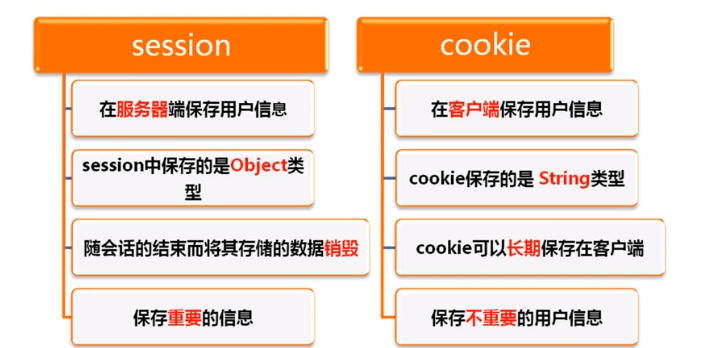 session
在服务器端保存用户信息
session中保存的是Object类
型
随会话的结束而将其存储的数据销毁
保存重要的信息
cookie
在客户端保存用户信息
cookie保存的是 String类型
cookie可以长期保存在客户端
保存不重要的用户信息